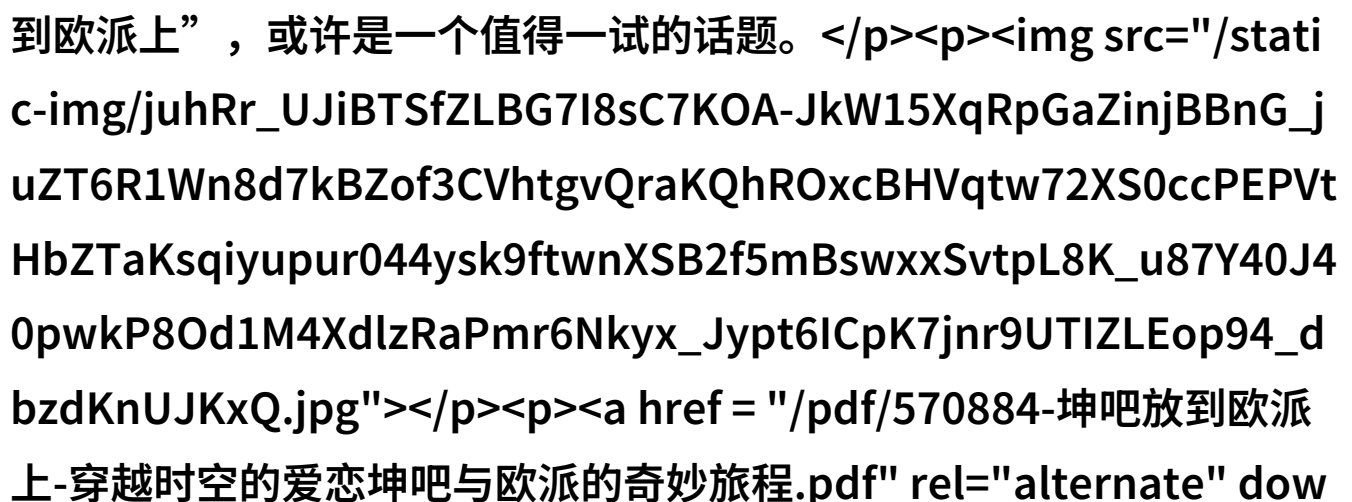 到欧派上”，或许是一个值得一试的话题。</p><p><img src="/stati
c-img/juhRr_UJiBTSfZLBG7I8sC7KOA-JkW15XqRpGaZinjBBnG_j
uZT6R1Wn8d7kBZof3CVhtgvQraKQhROxcBHVqtw72XS0ccPEPVt
HbZTaKsqiyupur044ysk9ftwnXSB2f5mBswxxSvtpL8K_u87Y40J4
0pwkP8Od1M4XdlzRaPmr6Nkyx_Jypt6ICpK7jnr9UTIZLEop94_d
bzdKnUJKxQ.jpg"></p><p><a href = "/pdf/570884-坤吧放到欧派
上-穿越时空的爱恋坤吧与欧派的奇妙旅程.pdf" rel="alternate" dow